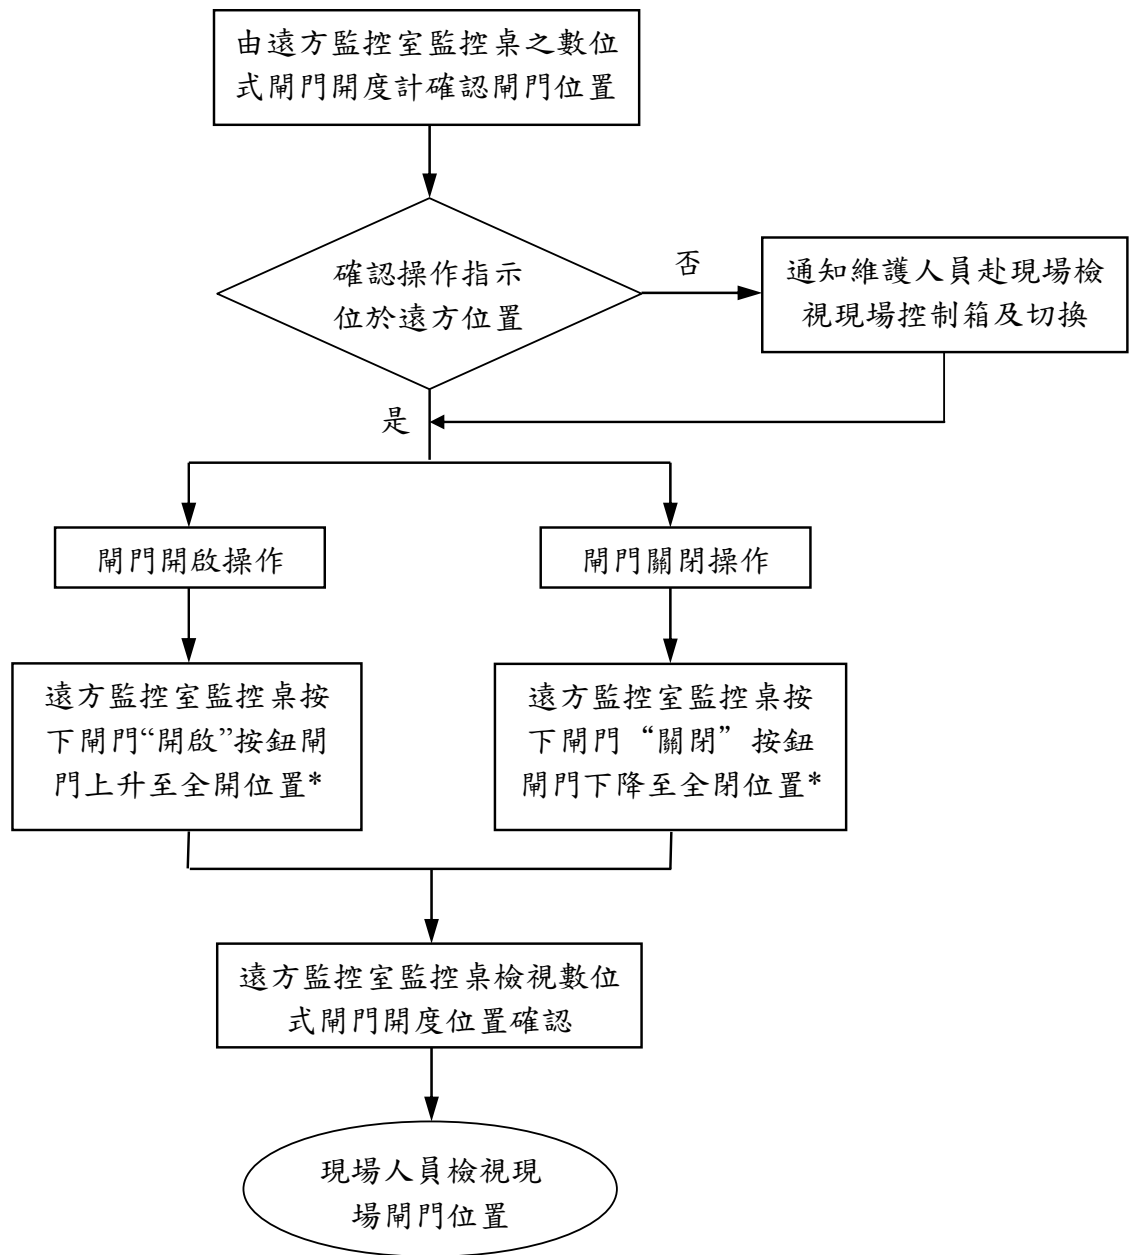 由遠方監控室監控桌之數位
式閘門開度計確認閘門位置
確認操作指示
位於遠方位置
否
通知維護人員赴現場檢
視現場控制箱及切換
是
閘門開啟操作
閘門關閉操作
遠方監控室監控桌按
下閘門“開啟”按鈕閘
門上升至全開位置*
遠方監控室監控桌按
下閘門“關閉”按鈕
閘門下降至全閉位置*
遠方監控室監控桌檢視數位
式閘門開度位置確認
現場人員檢視現
場閘門位置